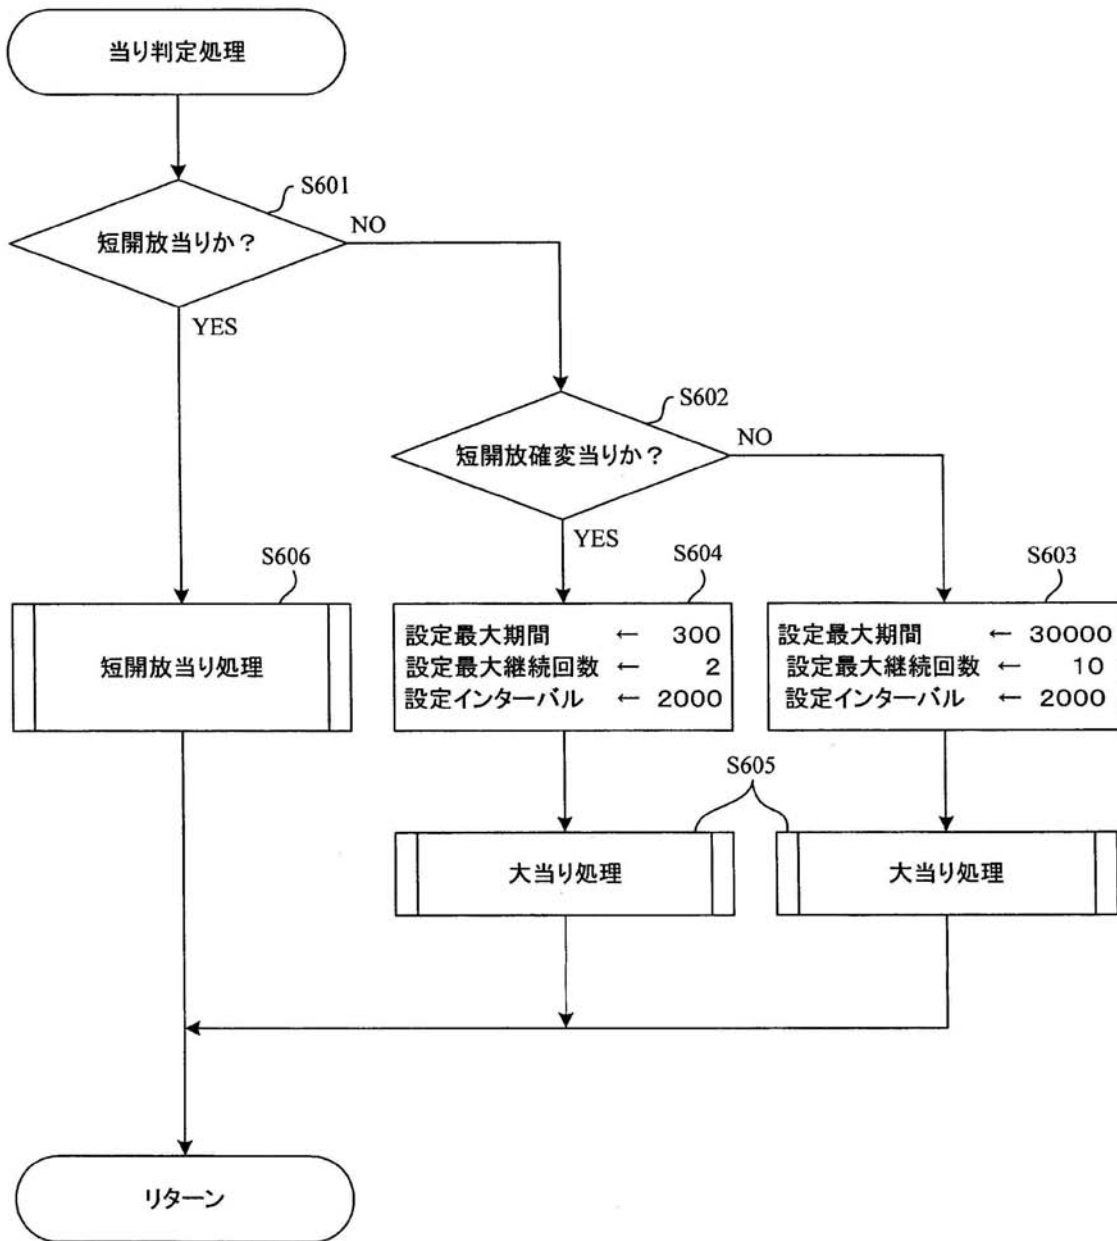 当り判定処理
S601
短開放当りか？
NO
YES
S602
短開放確変当りか？
NO
YES
S606
短開放当り処理
S604
設定最大期間 ← 300
設定最大継続回数 ← 2
設定インターバル ← 2000
S603
設定最大期間 ← 30000
設定最大継続回数 ← 10
設定インターバル ← 2000
S605
大当り処理
大当り処理
リターン